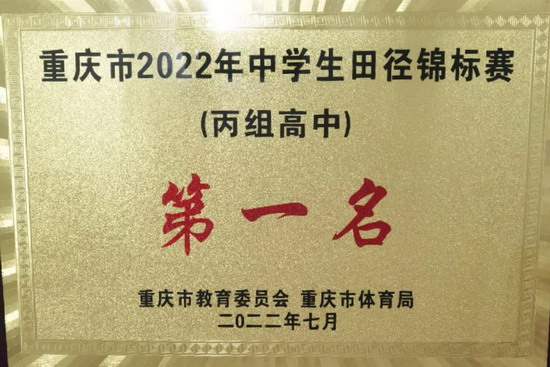 重庆市2022年中学生田径锦标赛
(丙组高中)
第一名
重庆市教育委员会 重庆市体育局
二0二二年七月